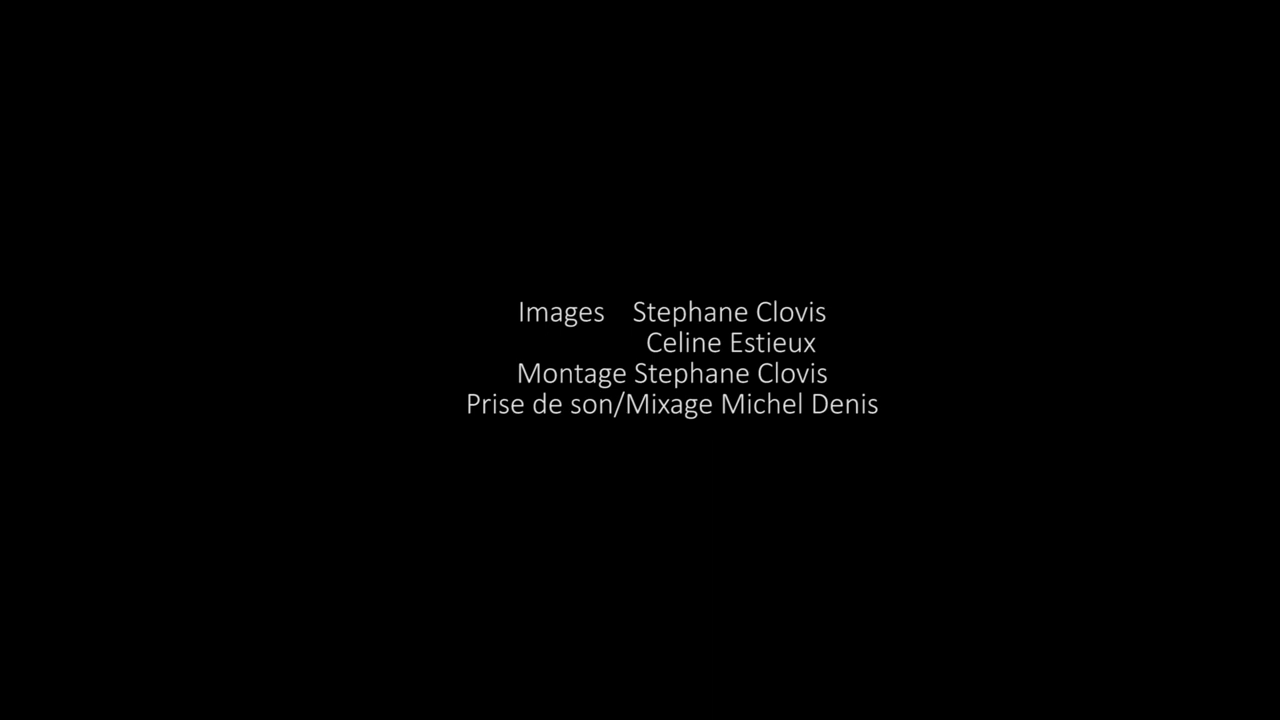 Images Stephane Clovis
Celine Estieux
Montage Stephane Clovis
Prise de son/Mixage Michel Denis